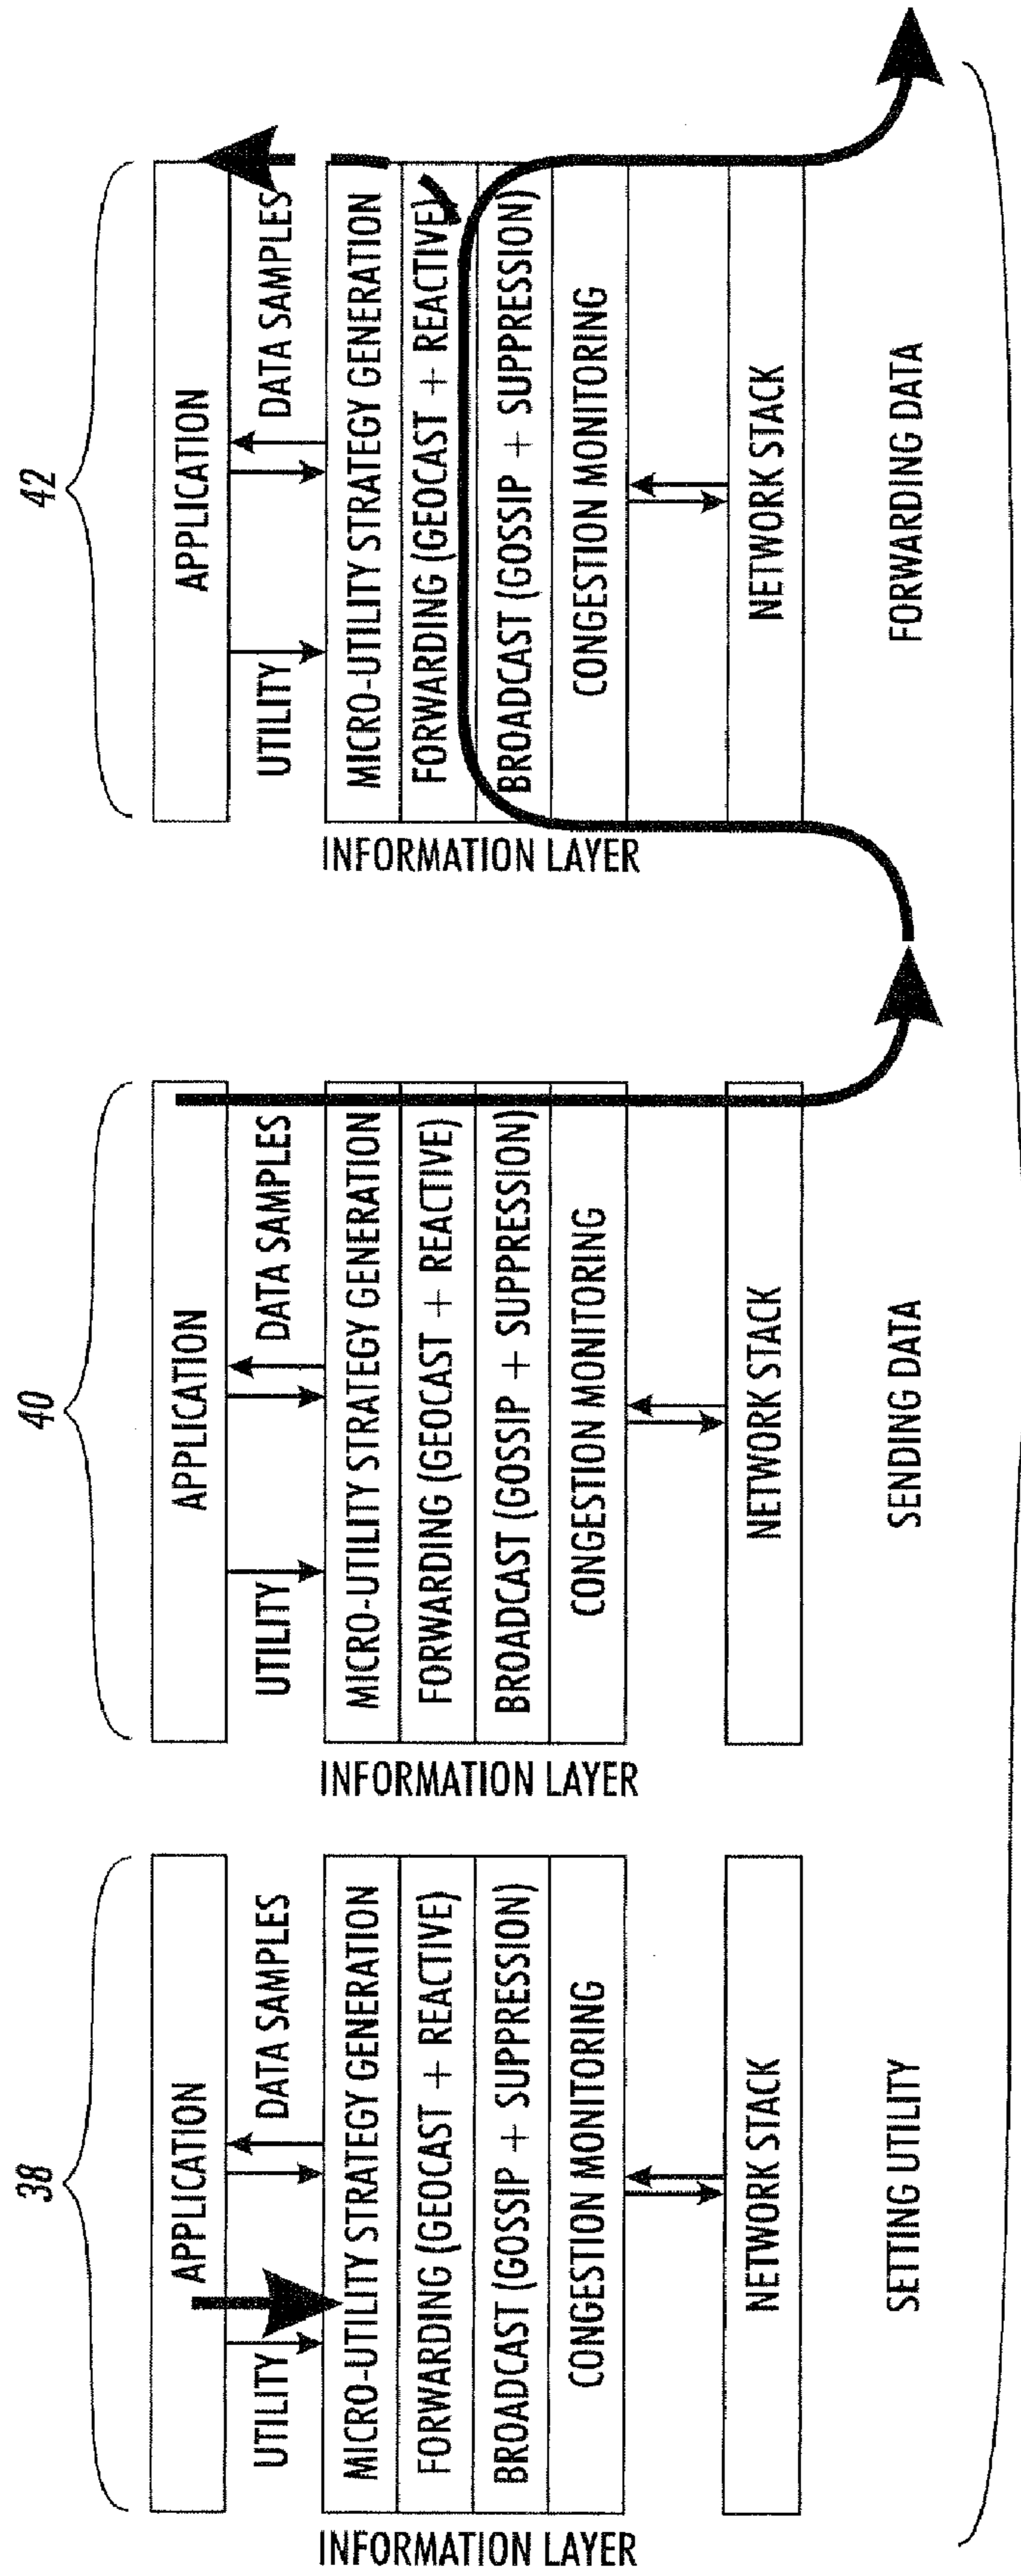 38
APPLICATION
UTILITY
DATA SAMPLES
INFORMATION LAYER
MICRO-UTILITY STRATEGY GENERATION
FORWARDING (GEOCAST + REACTIVE)
BROADCAST (GOSSIP + SUPPRESSION)
CONGESTION MONITORING
NETWORK STACK
SETTING UTILITY
40
APPLICATION
UTILITY
DATA SAMPLES
INFORMATION LAYER
MICRO-UTILITY STRATEGY GENERATION
FORWARDING (GEOCAST + REACTIVE)
BROADCAST (GOSSIP + SUPPRESSION)
CONGESTION MONITORING
NETWORK STACK
SENDING DATA
42
APPLICATION
UTILITY
DATA SAMPLES
INFORMATION LAYER
MICRO-UTILITY STRATEGY GENERATION
FORWARDING (GEOCAST + REACTIVE)
BROADCAST (GOSSIP + SUPPRESSION)
CONGESTION MONITORING
NETWORK STACK
FORWARDING DATA